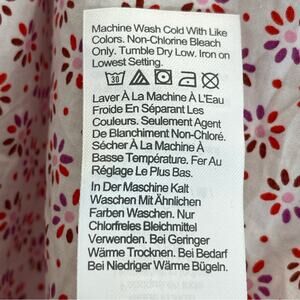 Machine Wash Cold With Like
Colors. Non-Chlorine Bleach
Only. Tumble Dry Low. Iron on
Lowest Setting.
30
Laver À La Machine À L'Eau
Froide En Séparant Les
Couleurs. Seulement Agent
De Blanchiment Non-Chloré.
Sécher À La Machine À
Basse Température. Fer Au
Réglage Le Plus Bas.
In Der Maschine Kalt
Waschen Mit Ähnlichen
Farben Waschen. Nur
Chlorfreies Bleichmittel
Verwenden. Bei Geringer
Wärme Trocknen. Bei Bedarf
Bei Niedriger Wärme Bügeln.